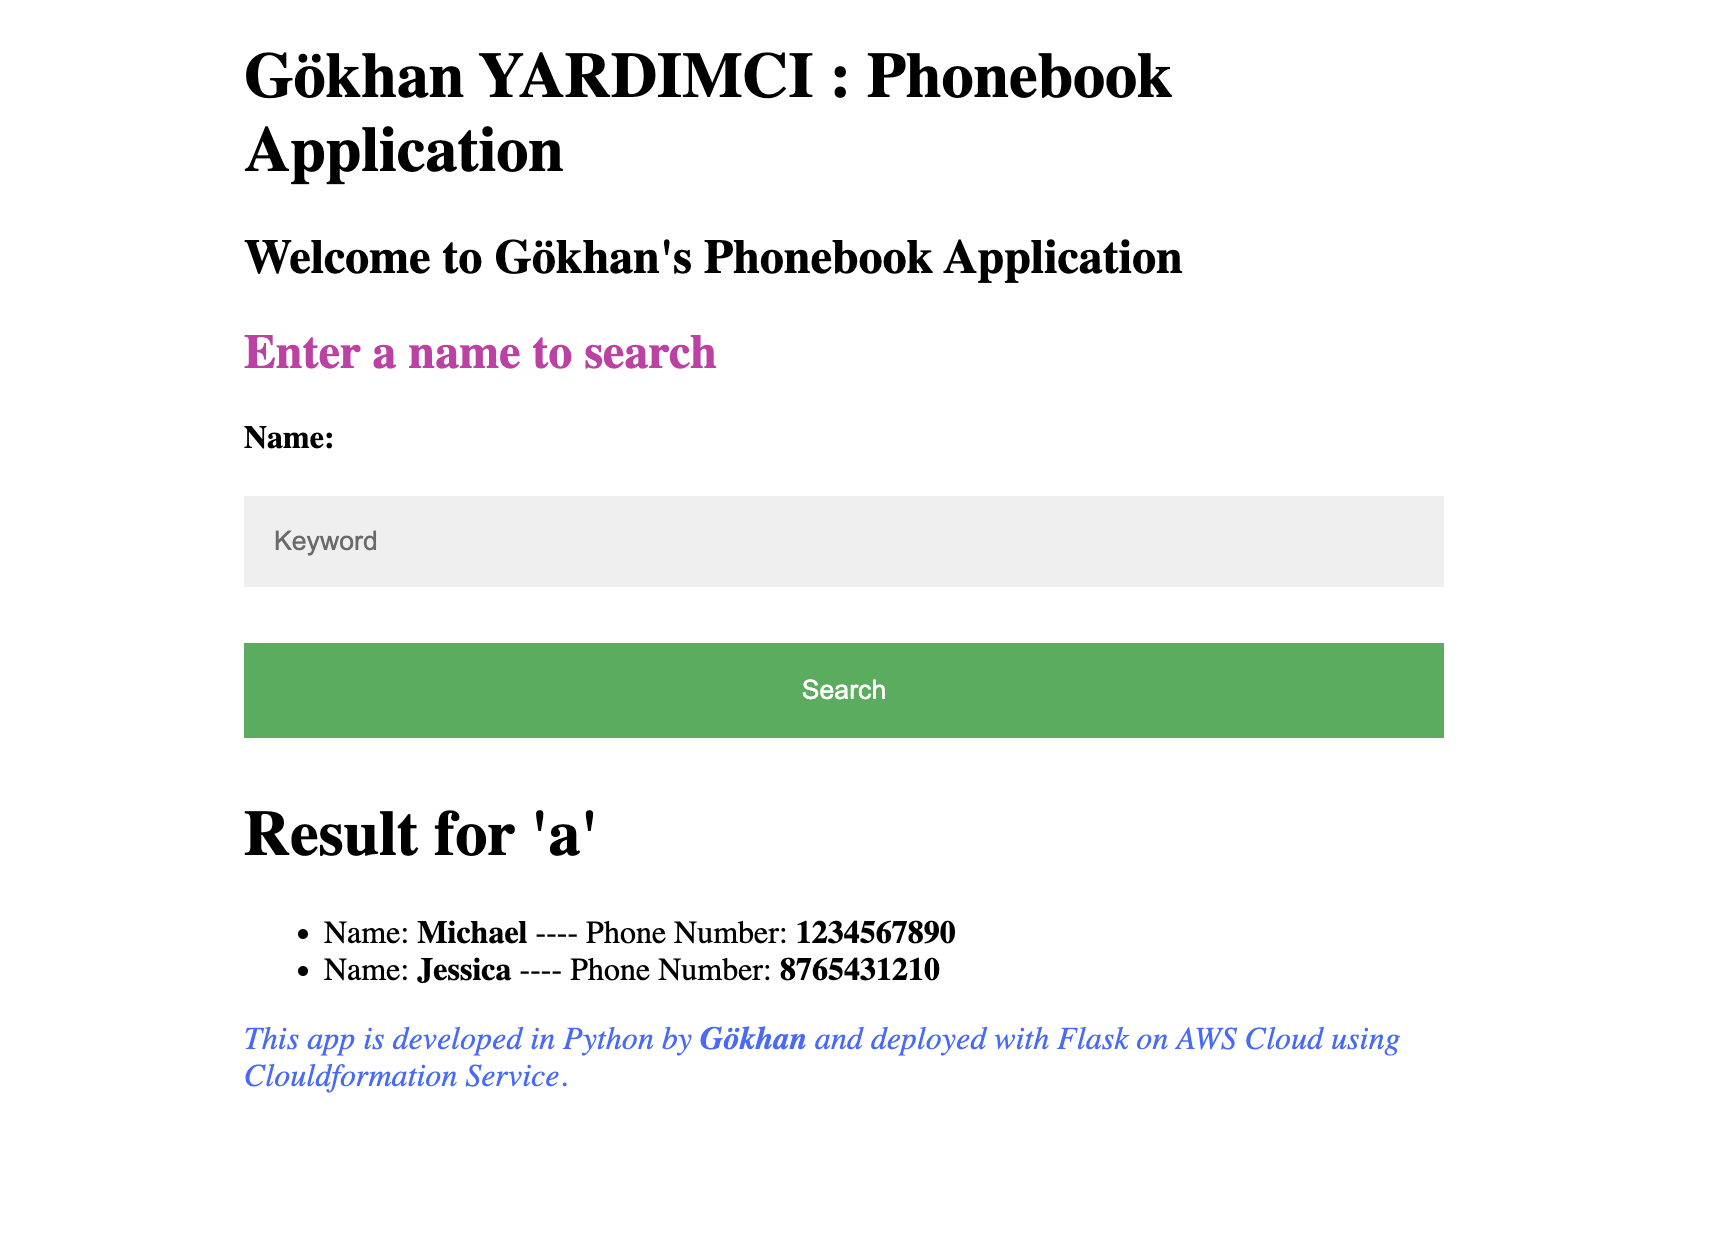 Gökhan YARDIMCI : Phonebook
Application
Welcome to Gökhan's Phonebook Application
Enter a name to search
Name:
Keyword
Search
Result for 'a'
Name: Michael ---- Phone Number: 1234567890
Name: Jessica ---- Phone Number: 8765431210
This app is developed in Python by Gökhan and deployed with Flask on AWS Cloud using
Clouldformation Service.